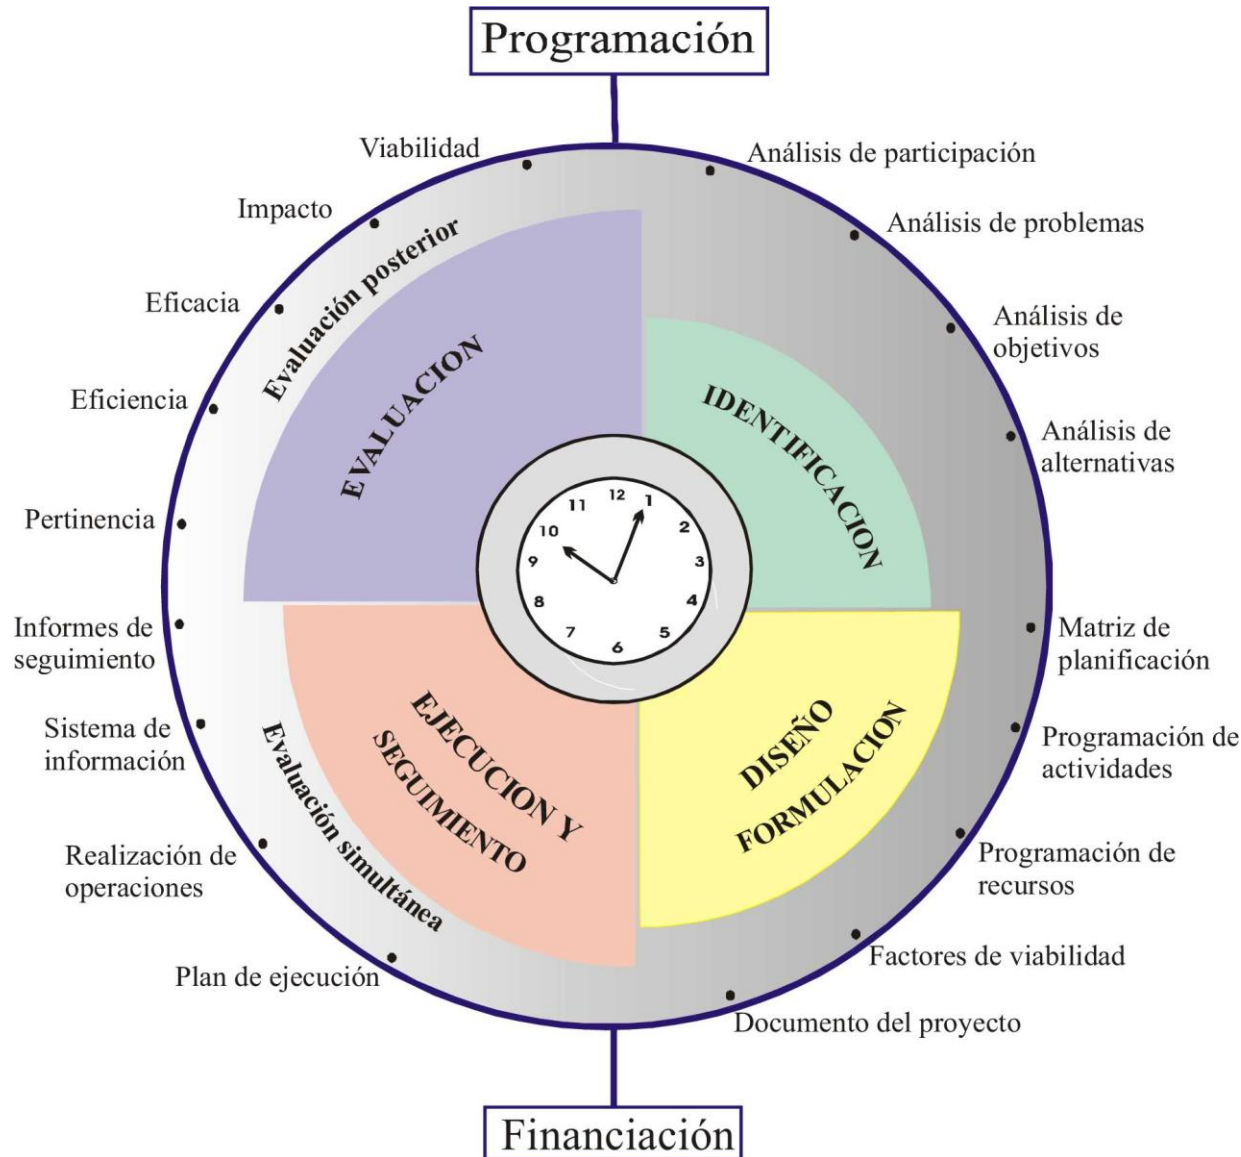 Programación
Análisis de participación
Análisis de problemas
Análisis de
objetivos
Análisis de
alternativas
Matriz de
planificación
Programación de
actividades
Programación de
recursos
Factores de viabilidad
Documento del proyecto
Financiación
Plan de ejecución
Realización de
operaciones
Sistema de
información
Informes de
seguimiento
Pertinencia
Eficiencia
Eficacia
Impacto
Viabilidad
Evaluación posterior
EVALUACION
IDENTIFICACION
DISEÑO
FORMULACION
EJECUCION Y
SEGUIMIENTO
Evaluación simultánea
12
1
2
3
4
5
6
7
8
9
10
11